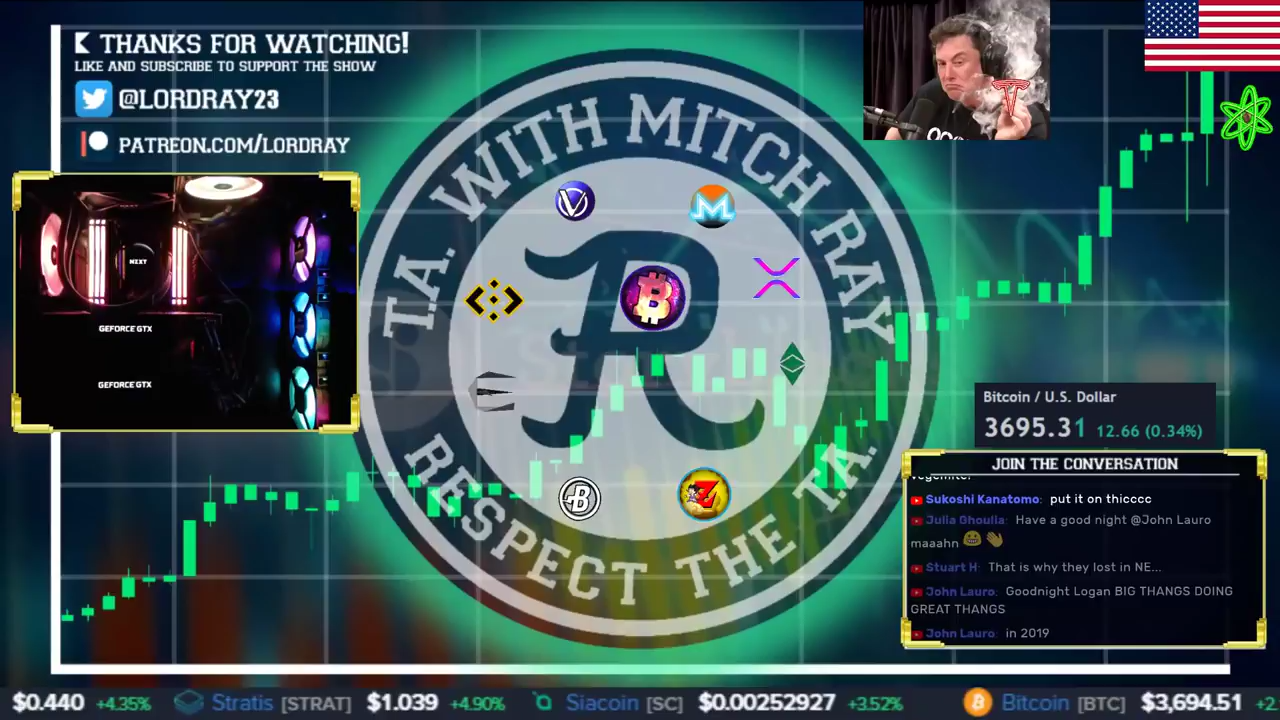 THANKS FOR WATCHING!
LIKE AND SUBSCRIBE TO SUPPORT THE SHOW
@LORDRAY23
PATREON.COM/LORDRAY
NZXT
GEFORCE GTX
GEFORCE GTX
T.A. WITH MITCH RAY
R
RESPECT THE T.A.
Bitcoin / U.S. Dollar
3695.31 12.66 (0.34%)
JOIN THE CONVERSATION
vegemite!
Sukoshi Kanatomo: put it on thicccc
Julia Ghoulia: Have a good night @John Lauro
maaahn 😀👋
Stuart H: That is why they lost in NE...
John Lauro: Goodnight Logan BIG THANGS DOING
GREAT THANGS
John Lauro: in 2019
$0.440 +4.35% Stratis [STRAT] $1.039 +4.90% Siacoin [SC] $0.00252927 +3.52% Bitcoin [BTC] $3,694.51 +2